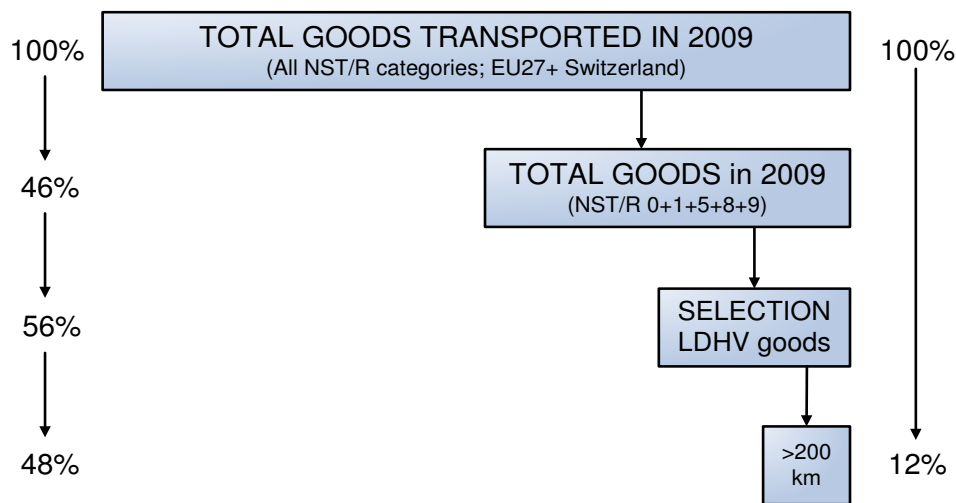 TOTAL GOODS TRANSPORTED IN 2009
(All NST/R categories; EU27+ Switzerland)
100%
100%
TOTAL GOODS in 2009
(NST/R 0+1+5+8+9)
46%
SELECTION
LDHV goods
56%
>200
km
48%
12%